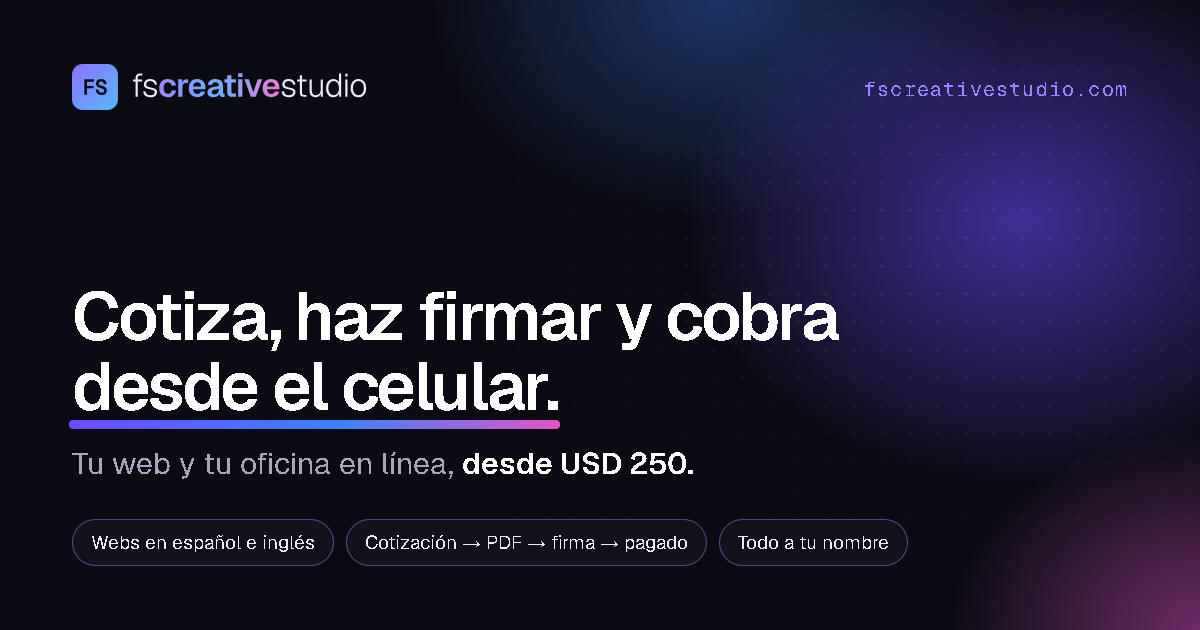 FS
fscreativestudio
fscreativestudio.com
Cotiza, haz firmar y cobra
desde el celular.
Tu web y tu oficina en línea, desde USD 250.
Webs en español e inglés
Cotización → PDF → firma → pagado
Todo a tu nombre